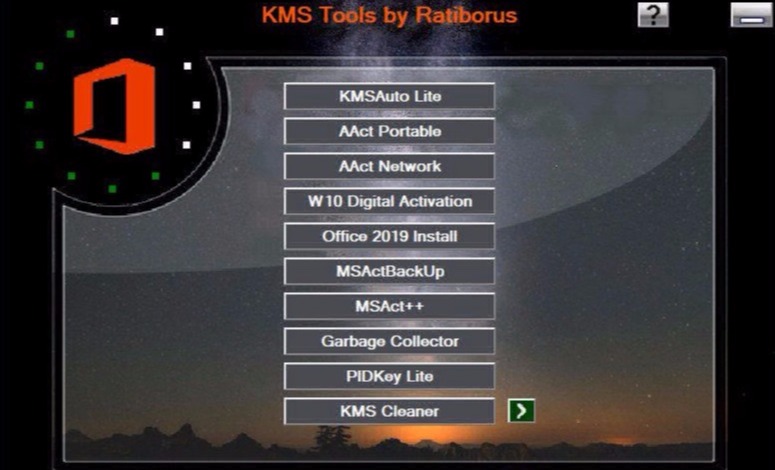 KMS Tools by Ratiborus
?
KMSAuto Lite
AAct Portable
AAct Network
W10 Digital Activation
Office 2019 Install
MSActBackUp
MSAct++
Garbage Collector
PIDKey Lite
KMS Cleaner